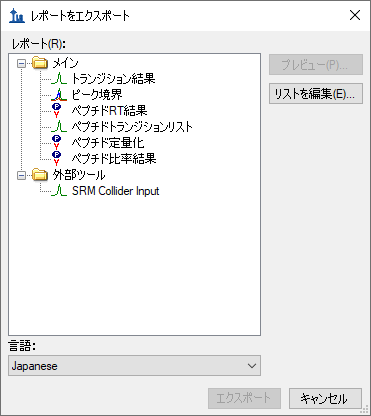 レポートをエクスポート
レポート(R):
プレビュー(P)...
リストを編集(E)...
メイン
トランジション結果
ピーク境界
ペプチドRT結果
ペプチドトランジションリスト
ペプチド定量化
ペプチド比率結果
外部ツール
SRM Collider Input
言語:
Japanese
エクスポート
キャンセル